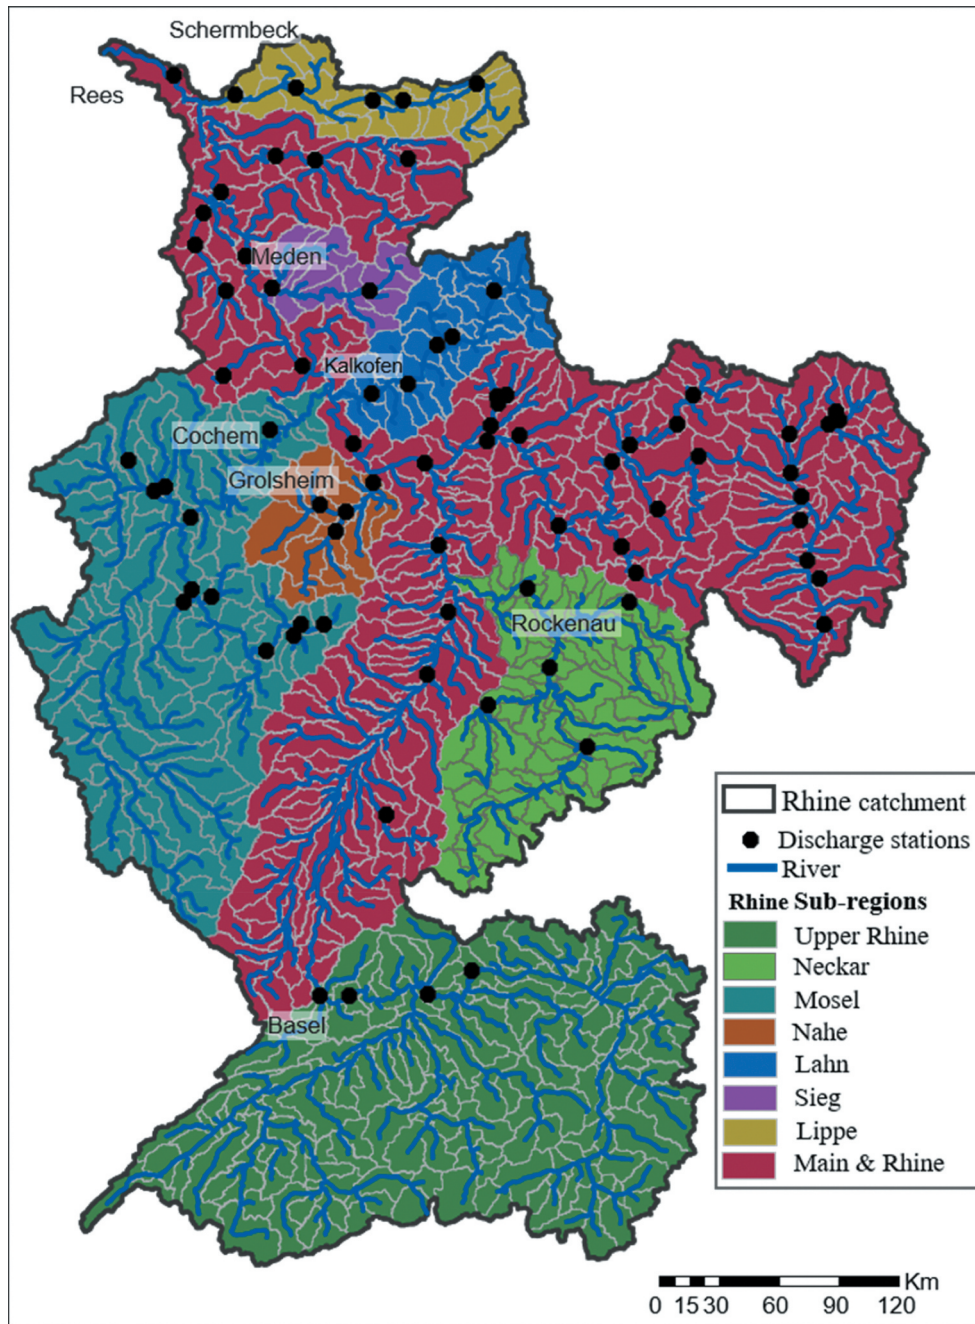 Schermbeck
Rees
Meden
Kalkofen
Cochem
Grolsheim
Rockenau
Basel
Rhine catchment
Discharge stations
River
Rhine Sub-regions
Upper Rhine
Neckar
Mosel
Nahe
Lahn
Sieg
Lippe
Main & Rhine
Km
0 15 30 60 90 120